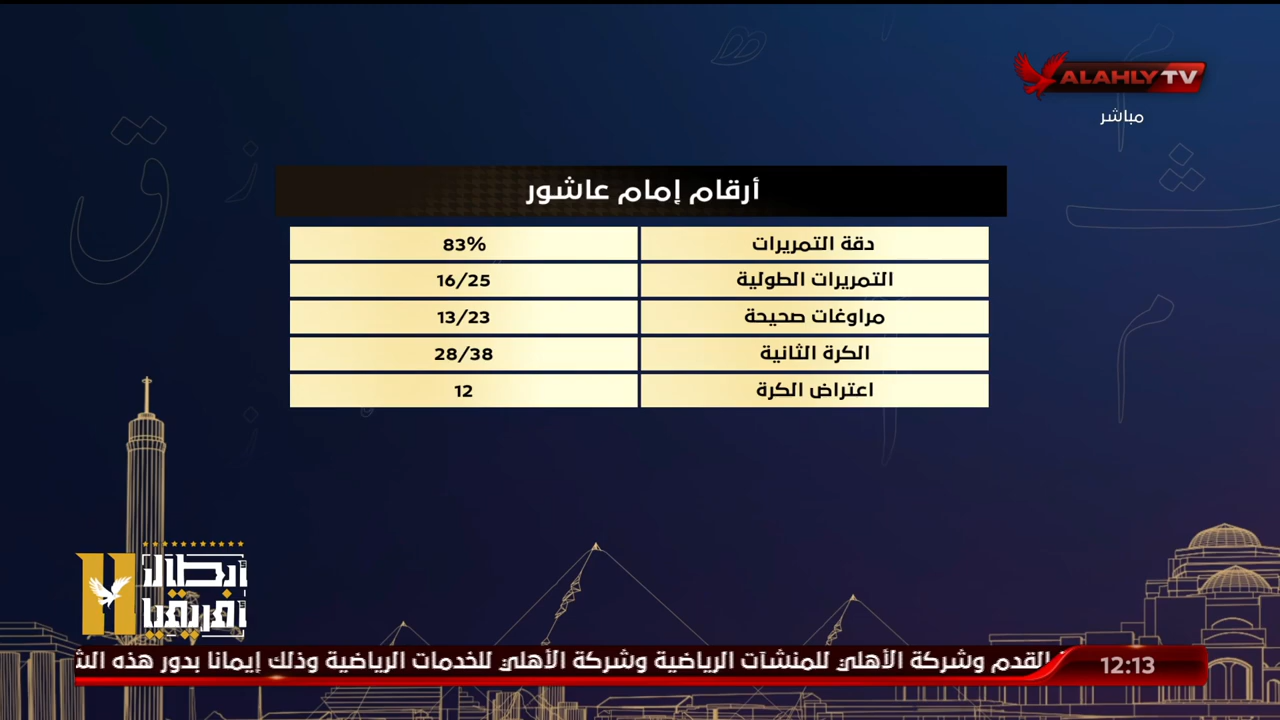 ALAHLY TV
مباشر
أرقام إمام عاشور
دقة التمريرات 83%
التمريرات الطولية 16/25
مراوغات صحيحة 13/23
الكرة الثانية 28/38
اعتراض الكرة 12
11 أبطال
أفريقيا
القدم وشركة الأهلي للمنشآت الرياضية وشركة الأهلي للخدمات الرياضية وذلك إيمانا بدور هذه
12:13